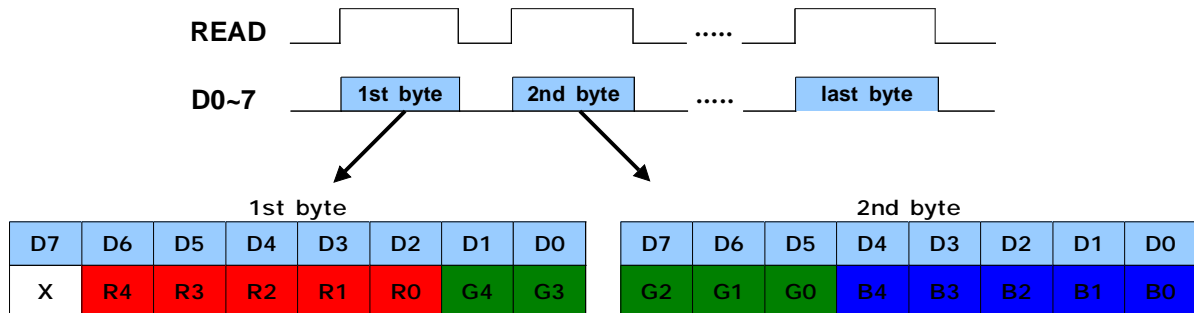 READ .....
D0~7 1st byte 2nd byte ..... last byte
1st byte 2nd byte
D7 D6 D5 D4 D3 D2 D1 D0 D7 D6 D5 D4 D3 D2 D1 D0
X R4 R3 R2 R1 R0 G4 G3 G2 G1 G0 B4 B3 B2 B1 B0